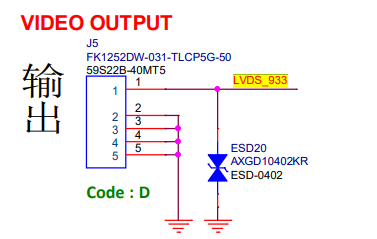 VIDEO OUTPUT
J5
FK1252DW-031-TLCP5G-50
59S22B-40MT5
输出
1 1
2 2
3 3
4 4
5 5
LVDS_933
ESD20
AXGD10402KR
ESD-0402
Code : D